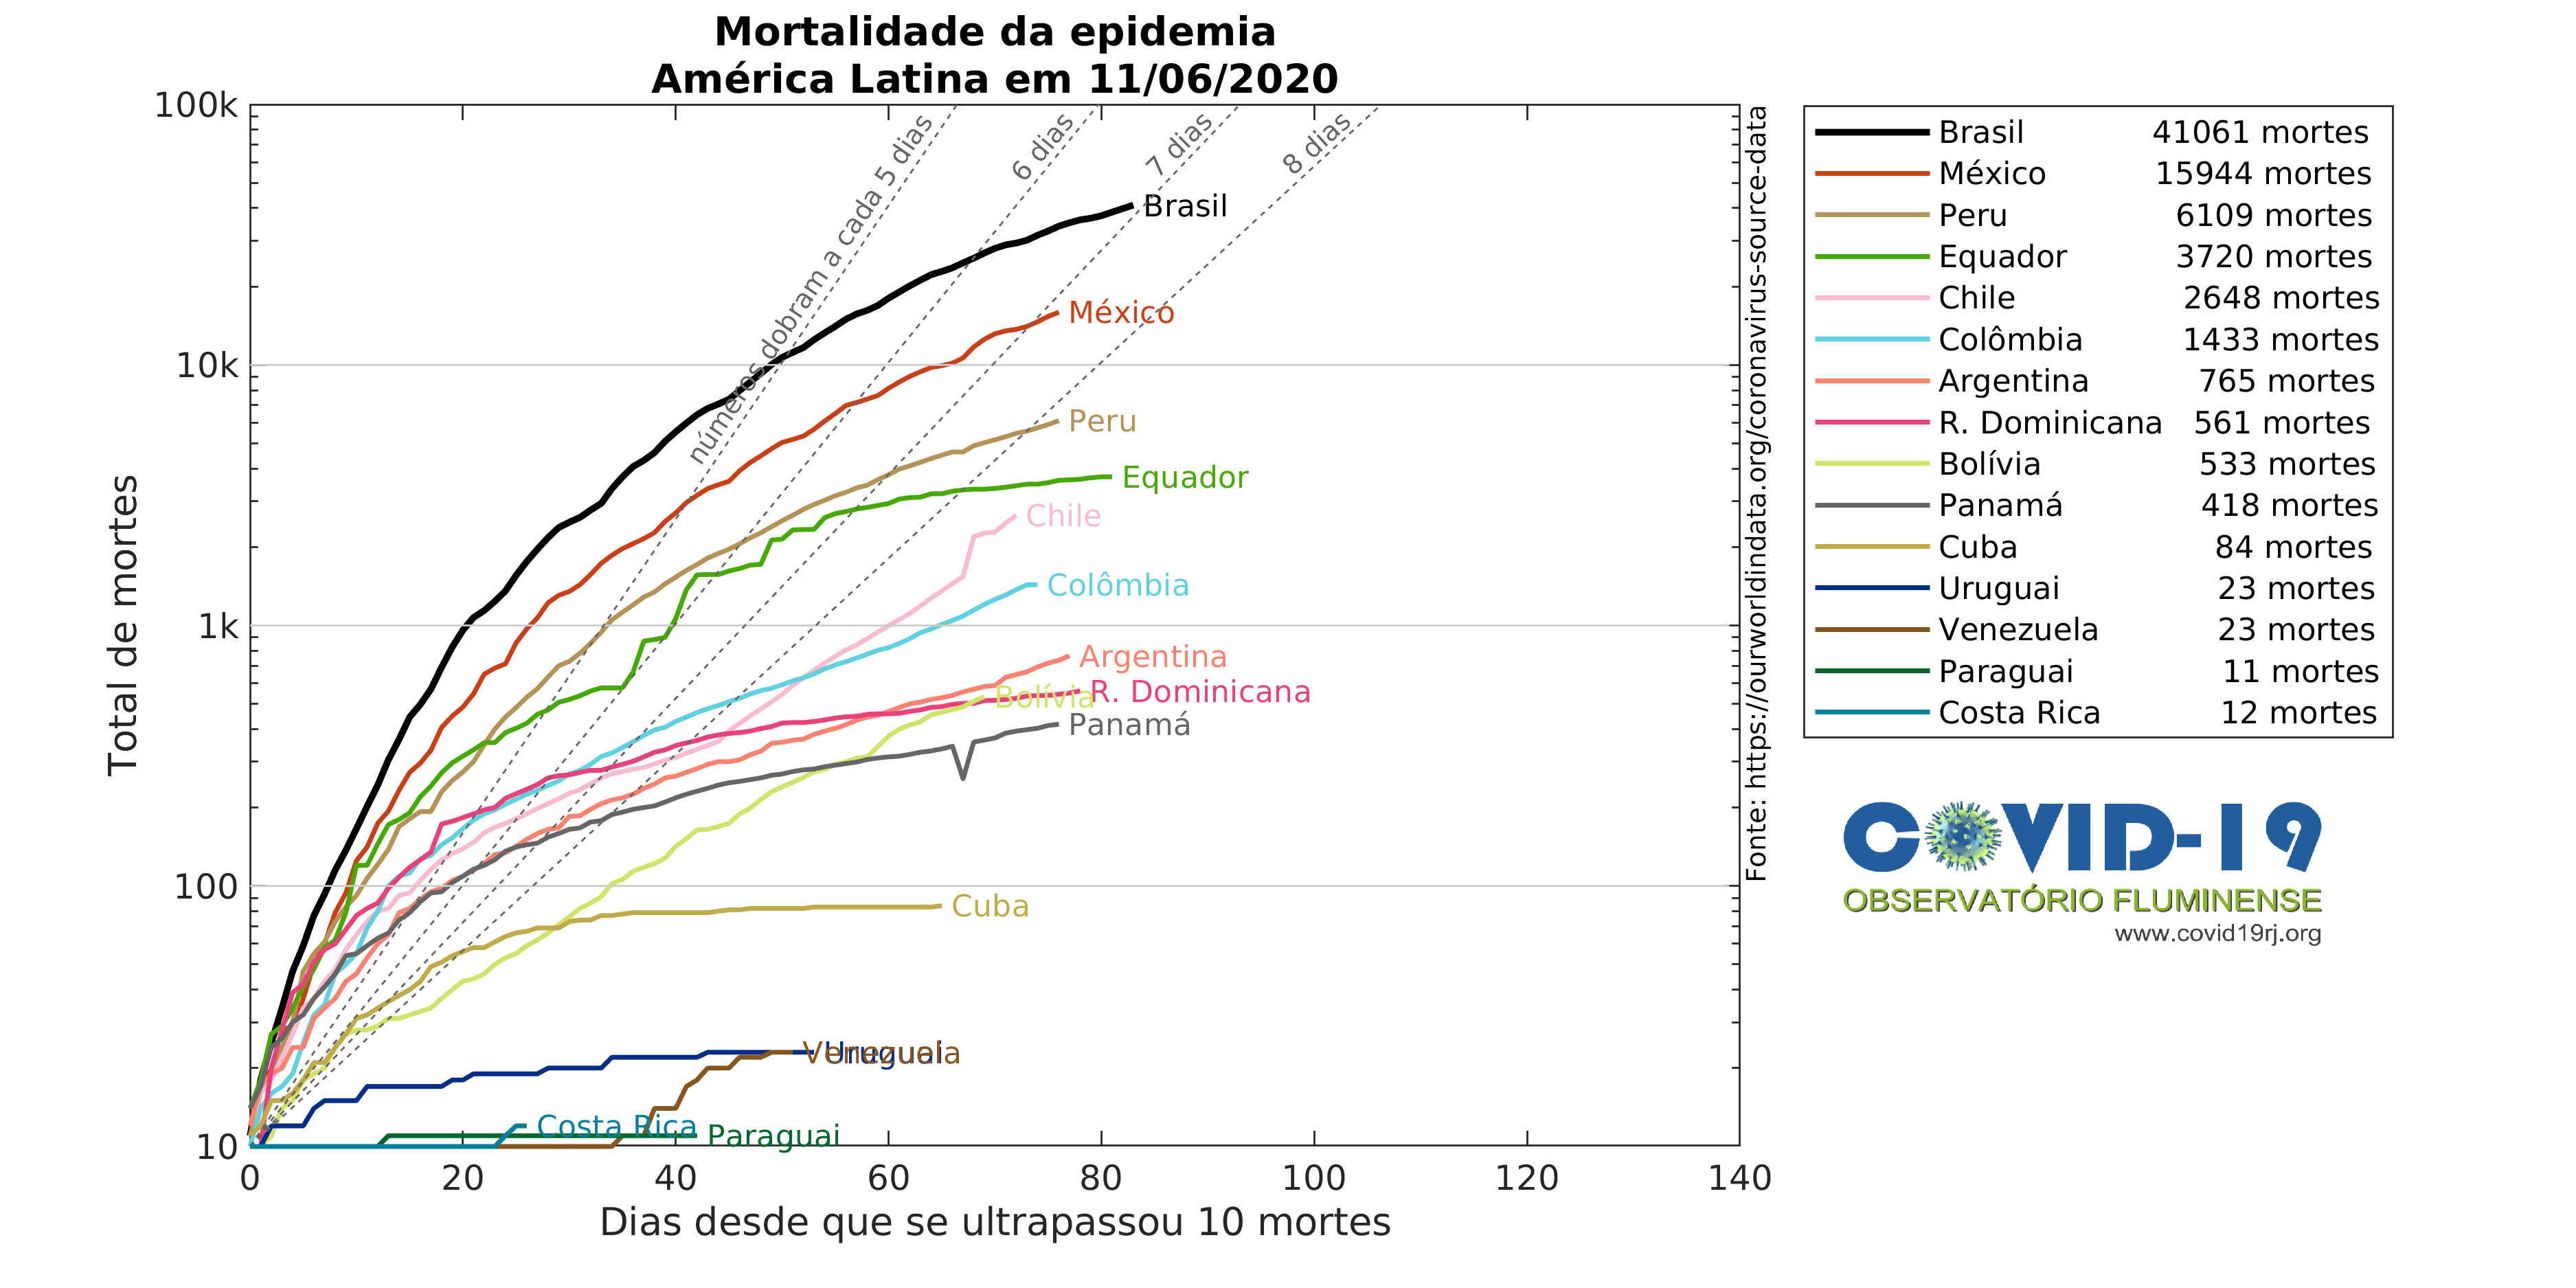 Mortalidade da epidemia
América Latina em 11/06/2020
Total de mortes
100k
10k
1k
100
10
0 20 40 60 80 100 120 140
Dias desde que se ultrapassou 10 mortes
números dobram a cada 5 dias
6 dias
7 dias
8 dias
Brasil
México
Peru
Equador
Chile
Colômbia
Argentina
Bolívia
R. Dominicana
Panamá
Cuba
Uruguai
Venezuela
Costa Rica
Paraguai
Fonte: https://ourworldindata.org/coronavirus-source-data
Brasil 41061 mortes
México 15944 mortes
Peru 6109 mortes
Equador 3720 mortes
Chile 2648 mortes
Colômbia 1433 mortes
Argentina 765 mortes
R. Dominicana 561 mortes
Bolívia 533 mortes
Panamá 418 mortes
Cuba 84 mortes
Uruguai 23 mortes
Venezuela 23 mortes
Paraguai 11 mortes
Costa Rica 12 mortes
COVID-19
OBSERVATÓRIO FLUMINENSE
www.covid19rj.org